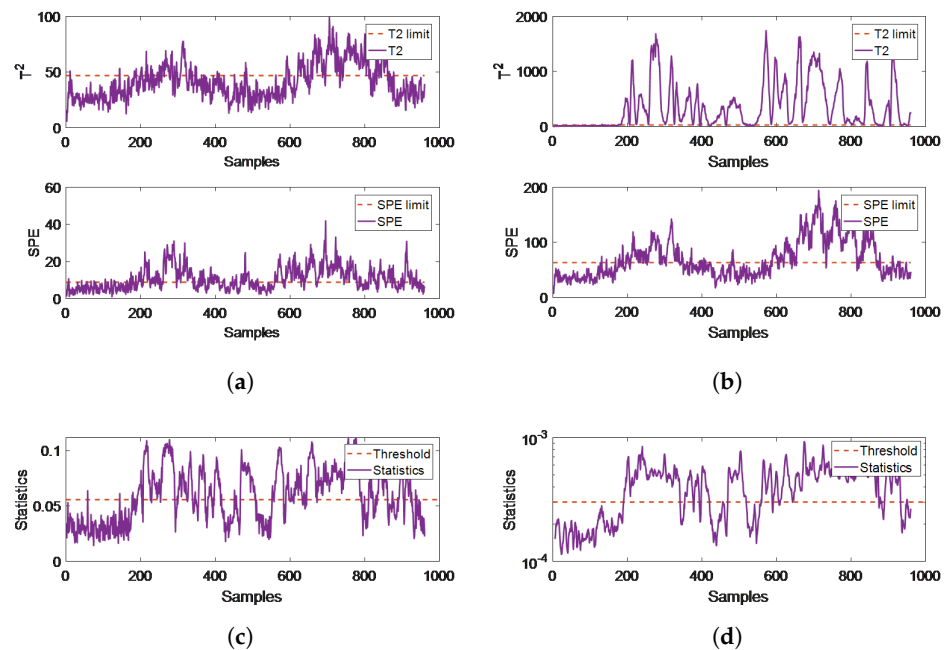 100
50
0
T²
T2 limit
T2
0 200 400 600 800 1000
Samples
2000
1000
0
T²
T2 limit
T2
0 200 400 600 800 1000
Samples
60
40
20
0
SPE
SPE limit
SPE
0 200 400 600 800 1000
Samples
200
100
0
SPE
SPE limit
SPE
0 200 400 600 800 1000
Samples
(a)
(b)
0.1
0.05
0
Statistics
Threshold
Statistics
0 200 400 600 800 1000
Samples
10⁻³
10⁻⁴
Statistics
Threshold
Statistics
0 200 400 600 800 1000
Samples
(c)
(d)